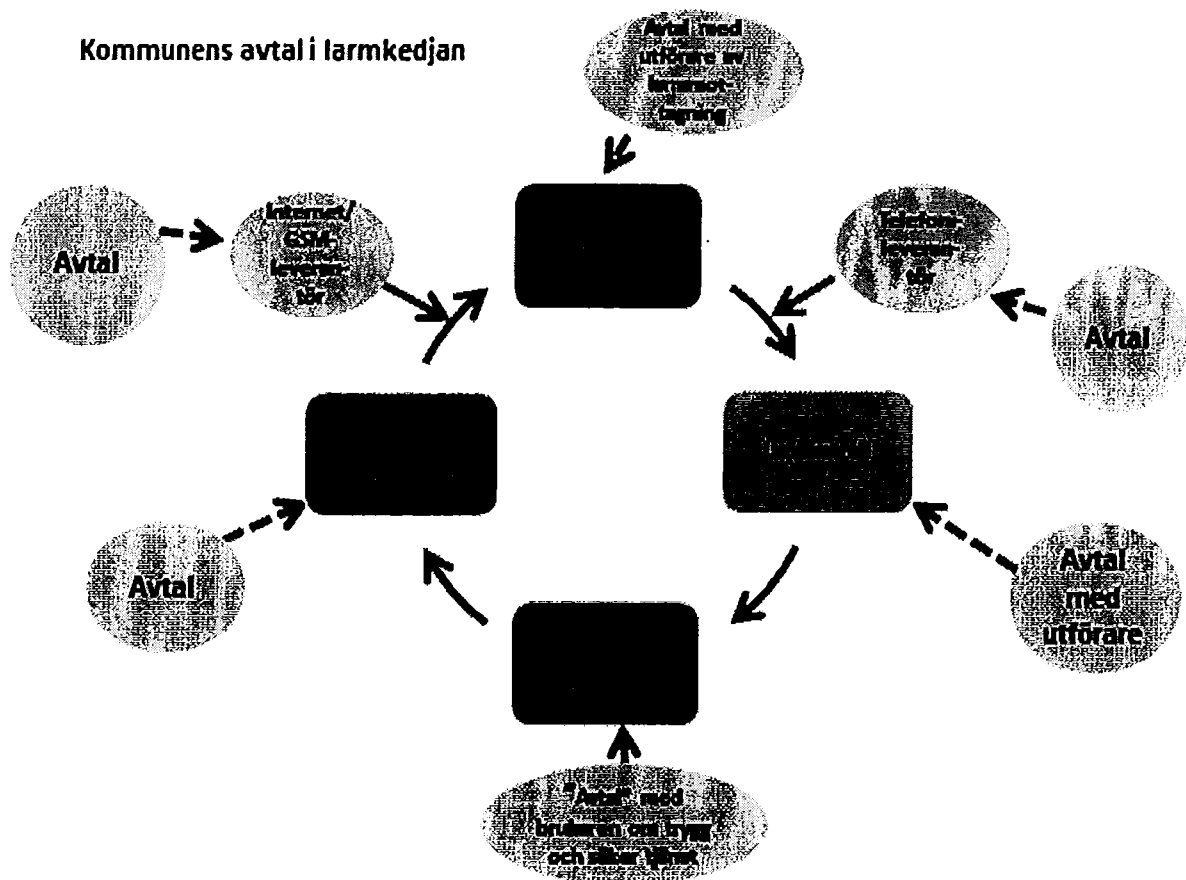 Kommunens avtal i larmkedjan
Avtal med
utförare av
larmmot-
tagning
Internet/
GSM-
leveran-
tör
Avtal
Telefoni-
leveran-
tör
Avtal
Avtal
Avtal
med
utförare
"Avtal" med
brukaren om trygg
och säker tjänst